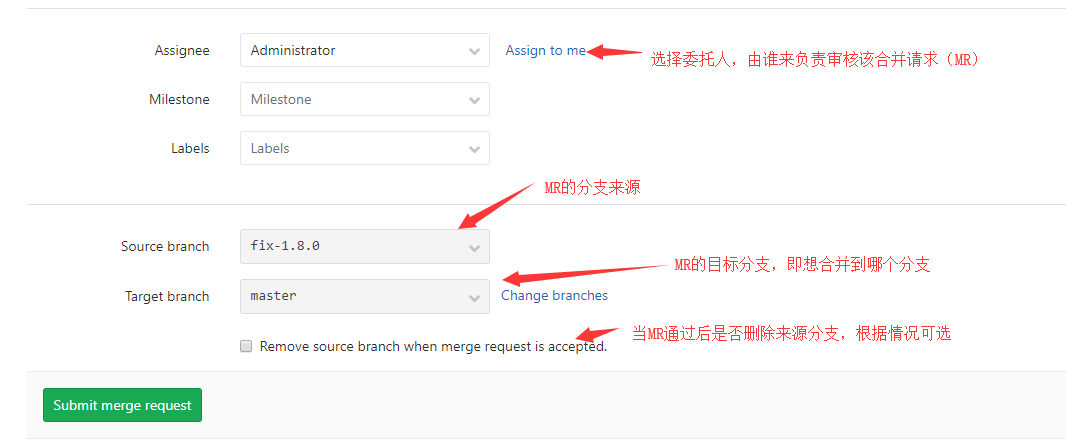 Assignee Administrator Assign to me 选择委托人，由谁来负责审核该合并请求（MR）
Milestone Milestone
Labels Labels
MR的分支来源
Source branch fix-1.8.0
MR的目标分支，即想合并到哪个分支
Target branch master Change branches
当MR通过后是否删除来源分支，根据情况可选
Remove source branch when merge request is accepted.
Submit merge request